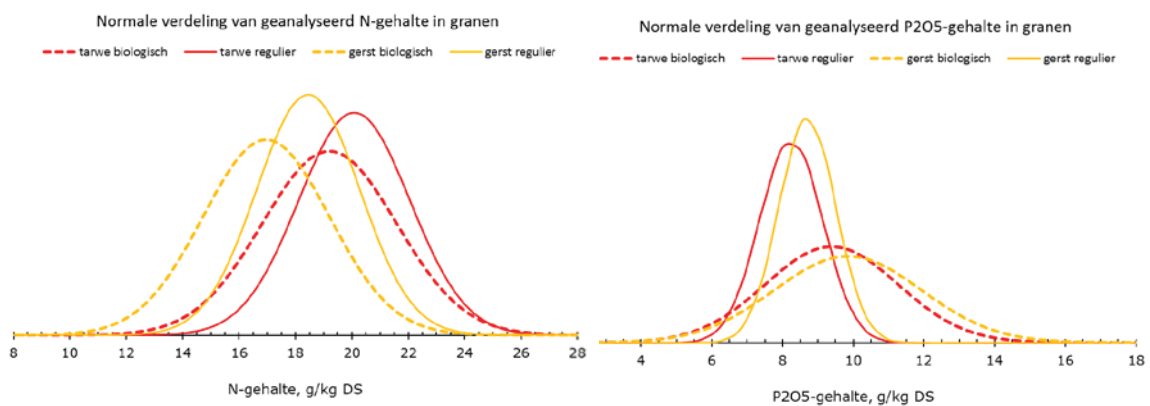 Normale verdeling van geanalyseerd N-gehalte in granen
tarwe biologisch tarwe regulier gerst biologisch gerst regulier
8 10 12 14 16 18 20 22 24 26 28
N-gehalte, g/kg DS
Normale verdeling van geanalyseerd P2O5-gehalte in granen
tarwe biologisch tarwe regulier gerst biologisch gerst regulier
4 6 8 10 12 14 16 18
P2O5-gehalte, g/kg DS